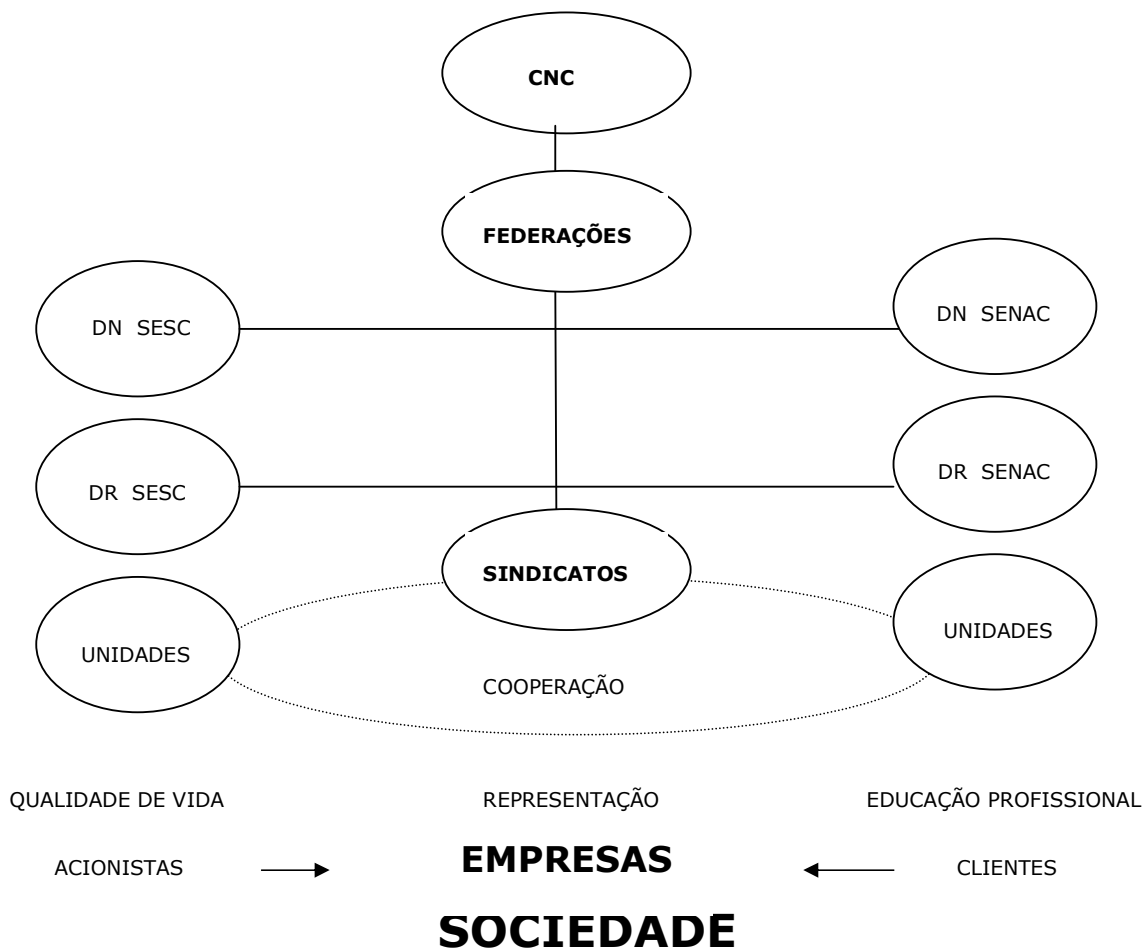 CNC
FEDERAÇÕES
DN SESC
DN SENAC
DR SESC
DR SENAC
SINDICATOS
UNIDADES
UNIDADES
COOPERAÇÃO
QUALIDADE DE VIDA REPRESENTAÇÃO EDUCAÇÃO PROFISSIONAL
ACIONISTAS EMPRESAS CLIENTES
SOCIEDADE